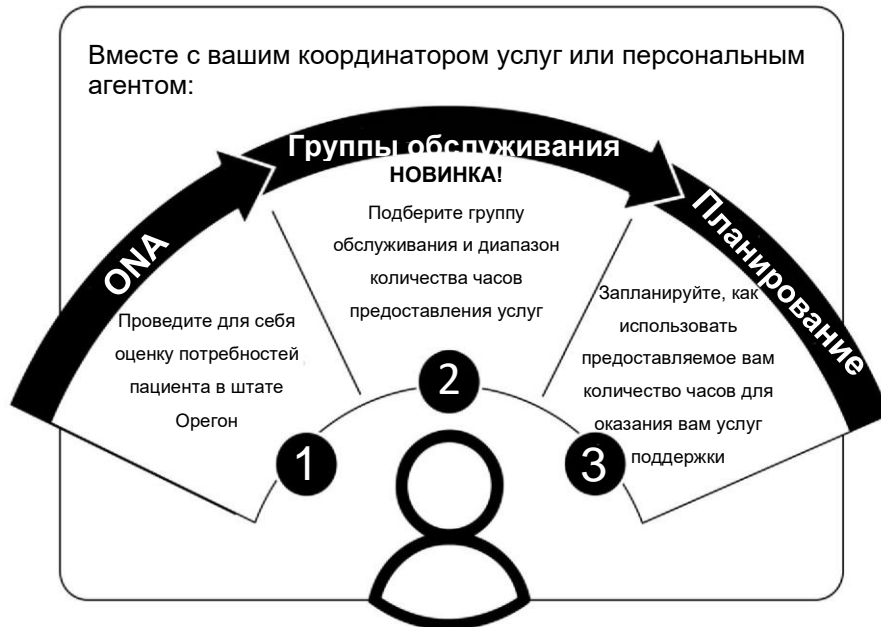 Вместе с вашим координатором услуг или персональным
агентом:
ONA
Проведите для себя
оценку потребностей
пациента в штате
Орегон
1
Группы обслуживания
НОВИНКА!
Подберите группу
обслуживания и диапазон
количества часов
предоставления услуг
2
Планирование
Запланируйте, как
использовать
предоставляемое вам
количество часов для
оказания вам услуг
поддержки
3